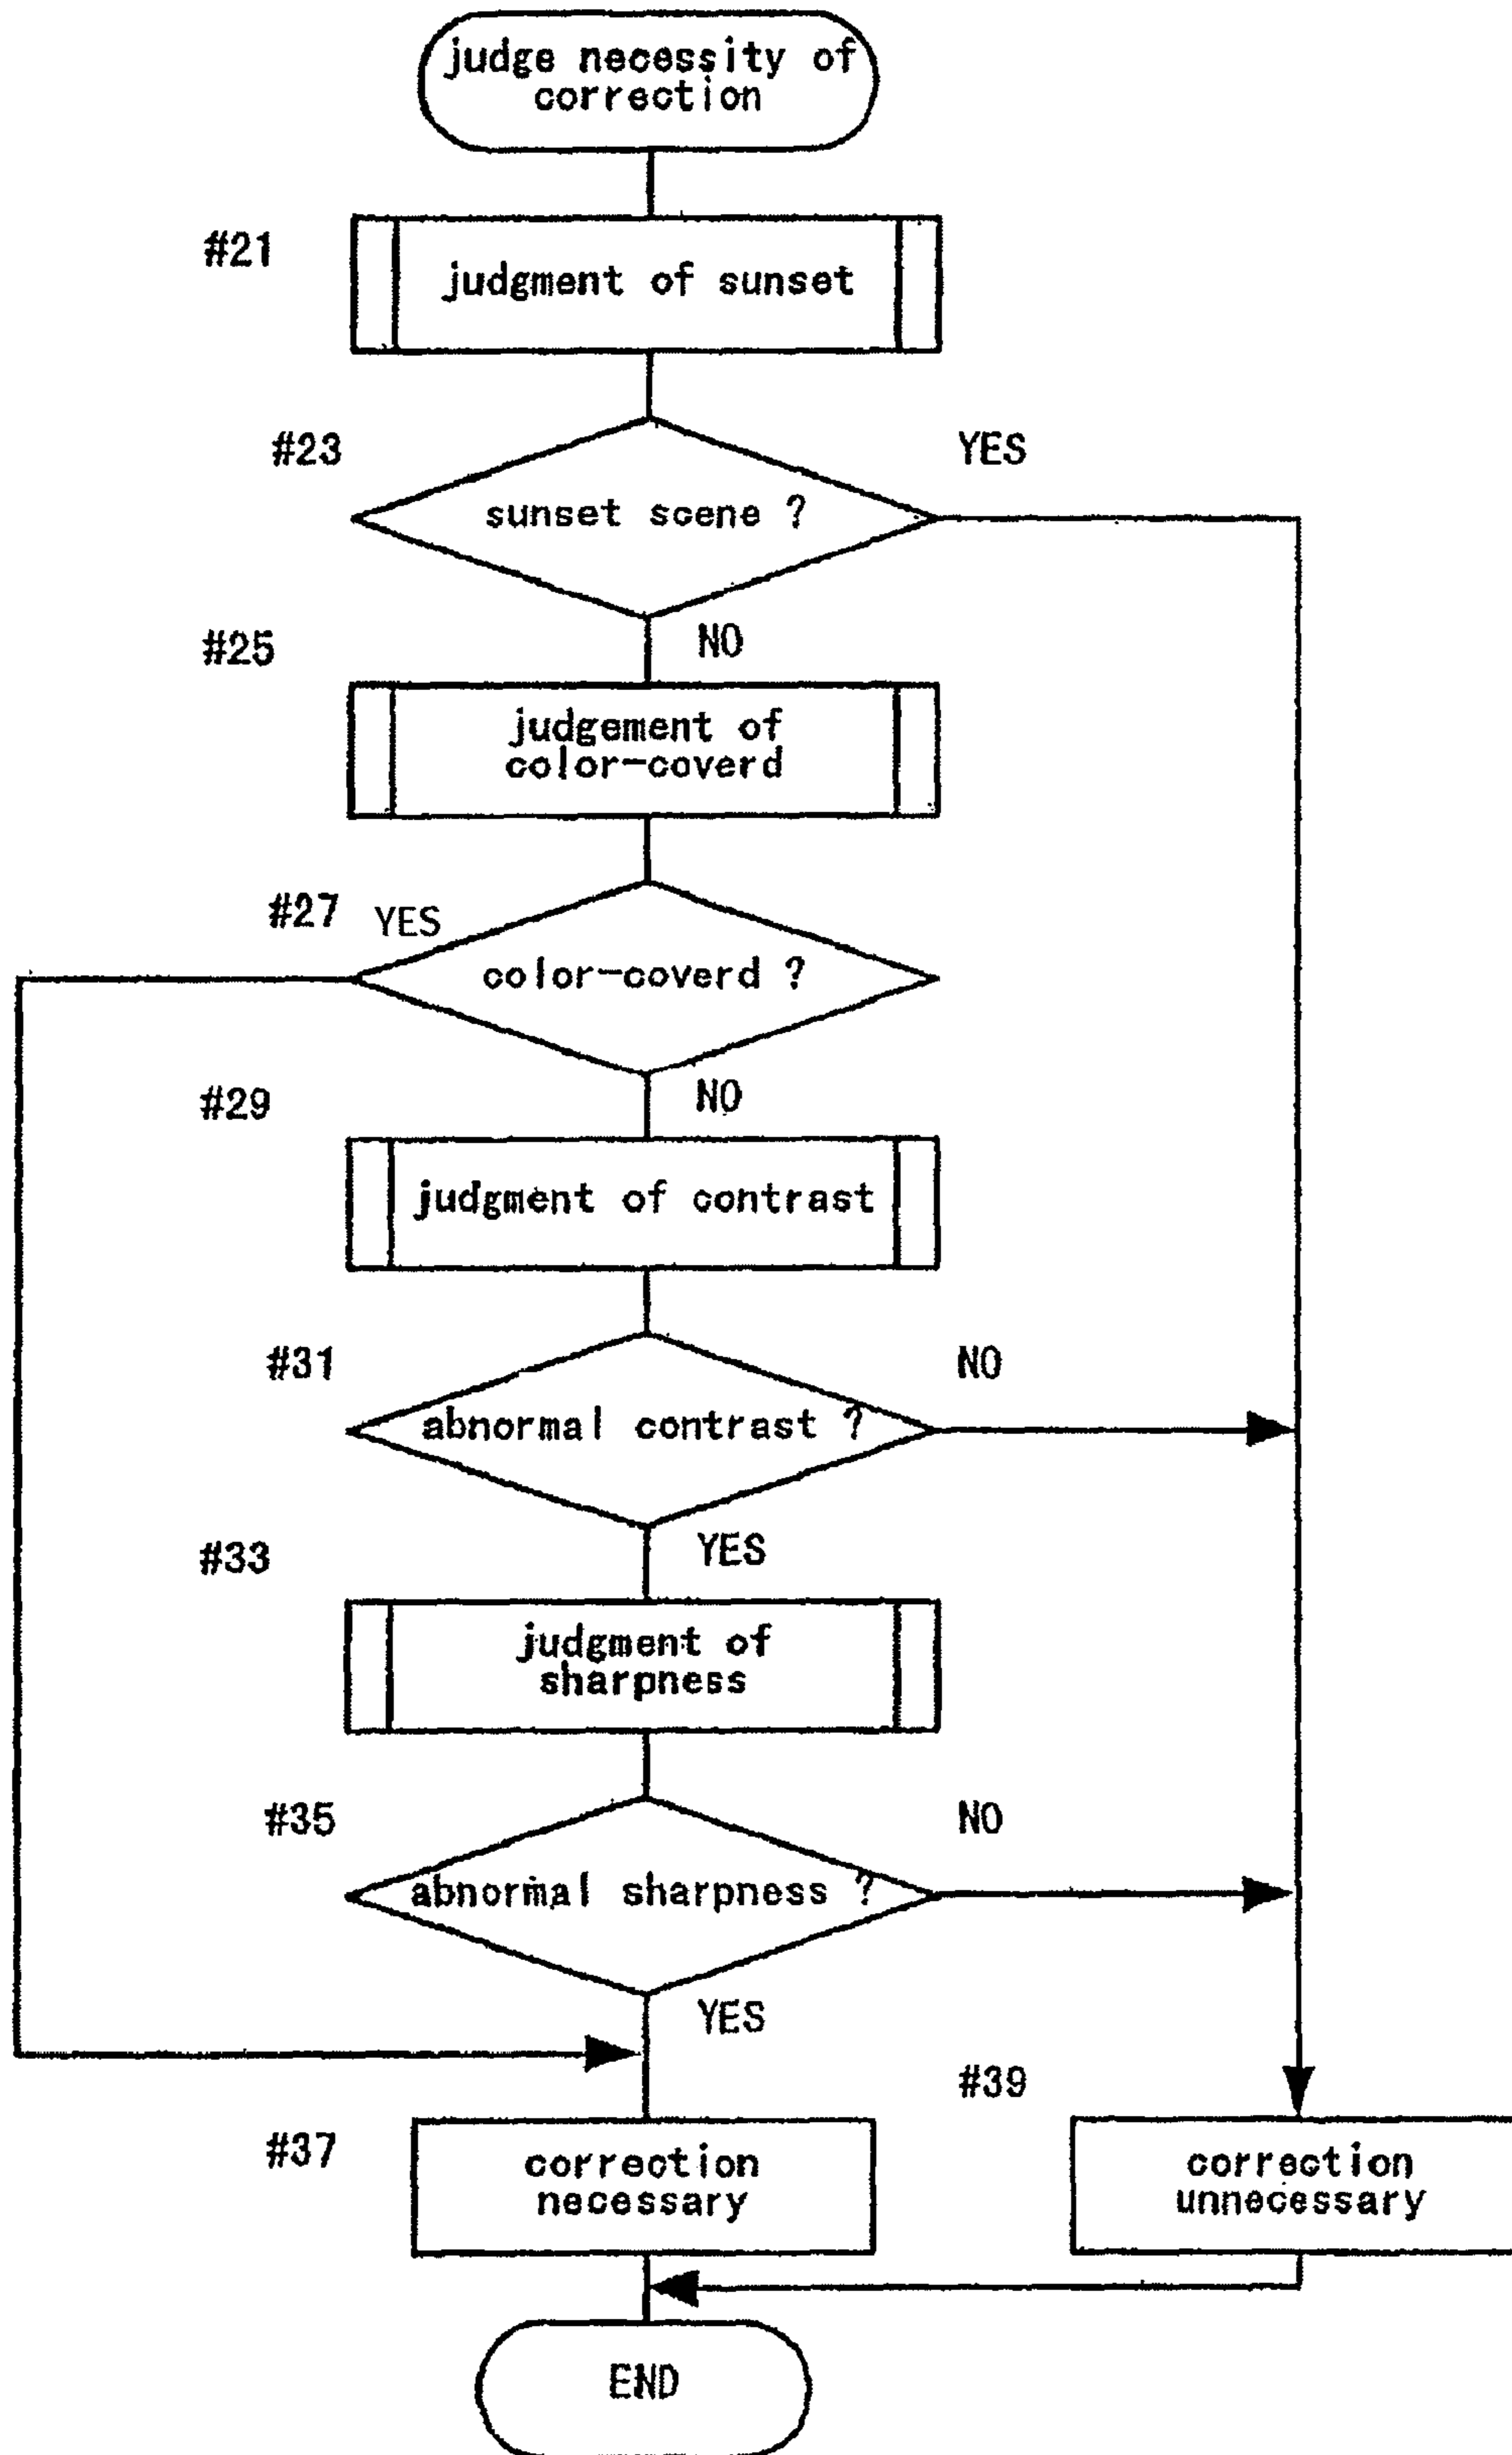 judge necessity of
correction
#21
judgment of sunset
#23
YES
sunset scene ?
NO
#25
judgement of
color-coverd
#27
YES
color-coverd ?
NO
#29
judgment of contrast
#31
NO
abnormal contrast ?
YES
#33
judgment of
sharpness
#35
NO
abnormal sharpness ?
YES
#39
#37
correction
necessary
correction
unnecessary
END